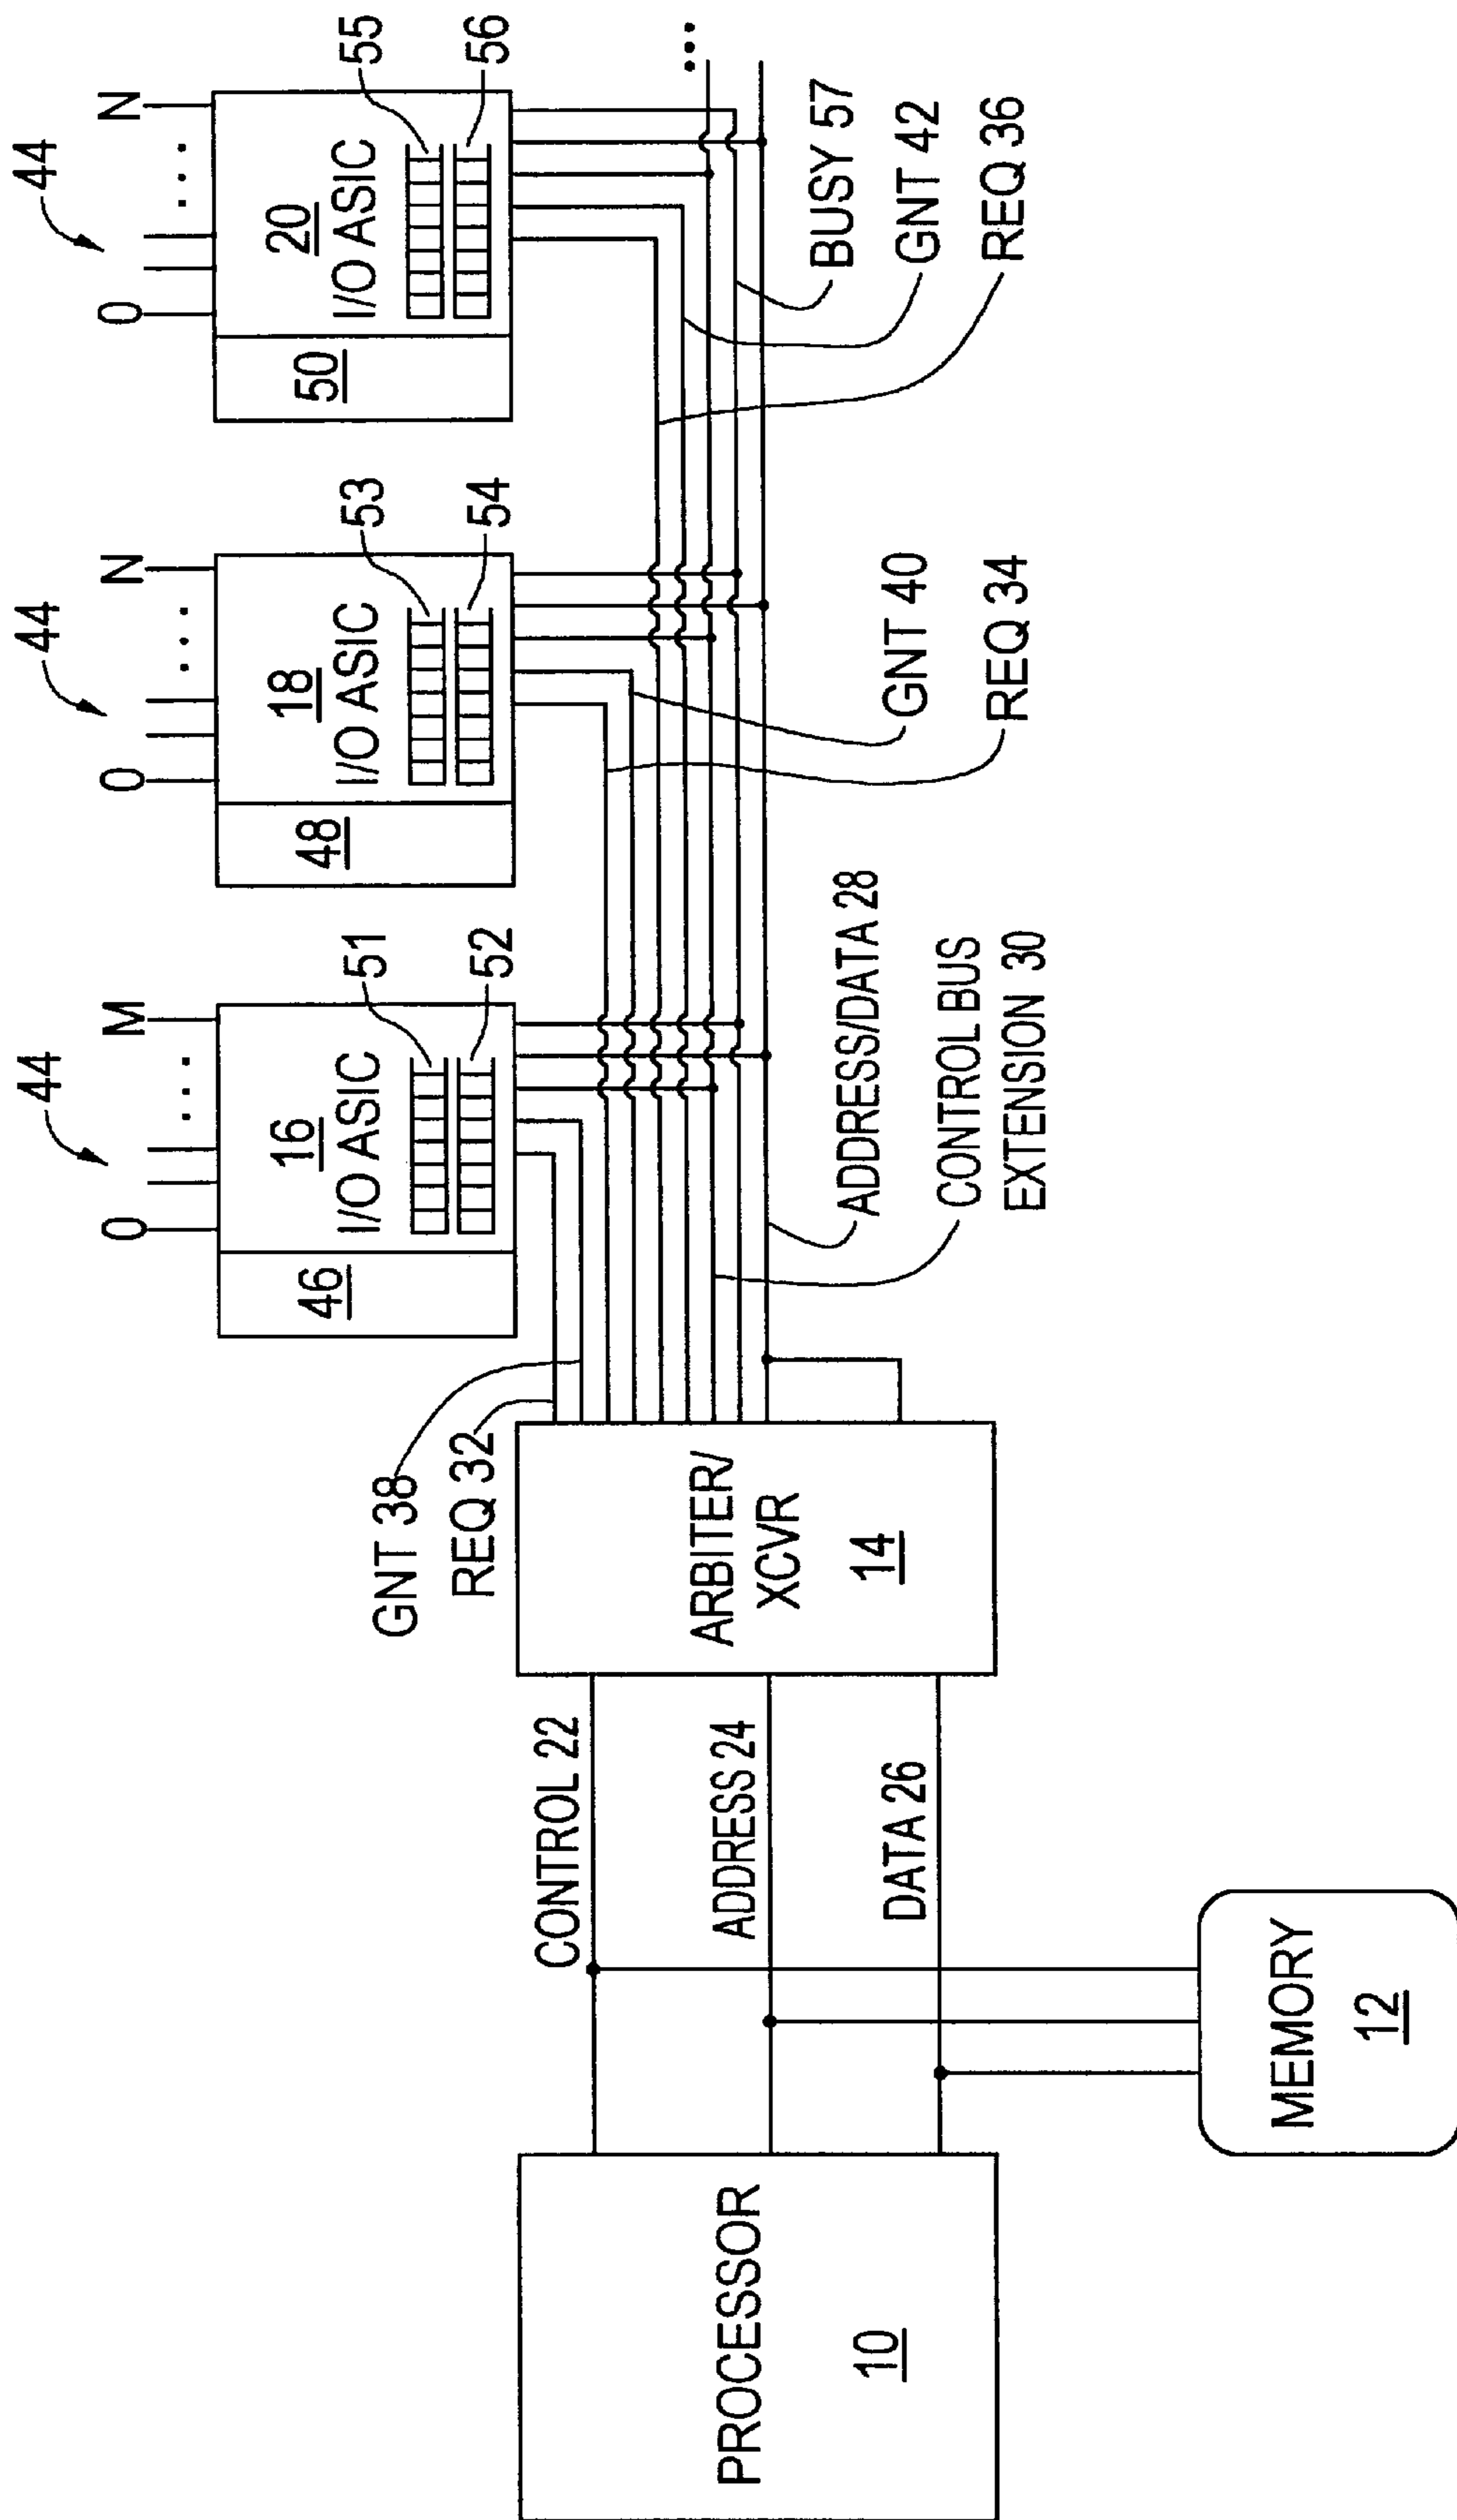 44
0
...
M
16
I/O ASIC
46
51
52
44
0
...
N
18
I/O ASIC
48
53
54
44
0
...
N
20
I/O ASIC
50
55
56
...
GNT 38
REQ 32
CONTROL 22
ADDRESS 24
DATA 26
ARBITER/
XCVR
14
ADDRESS/DATA 28
CONTROL BUS
EXTENSION 30
GNT 40
REQ 34
BUSY 57
GNT 42
REQ 36
PROCESSOR
10
MEMORY
12